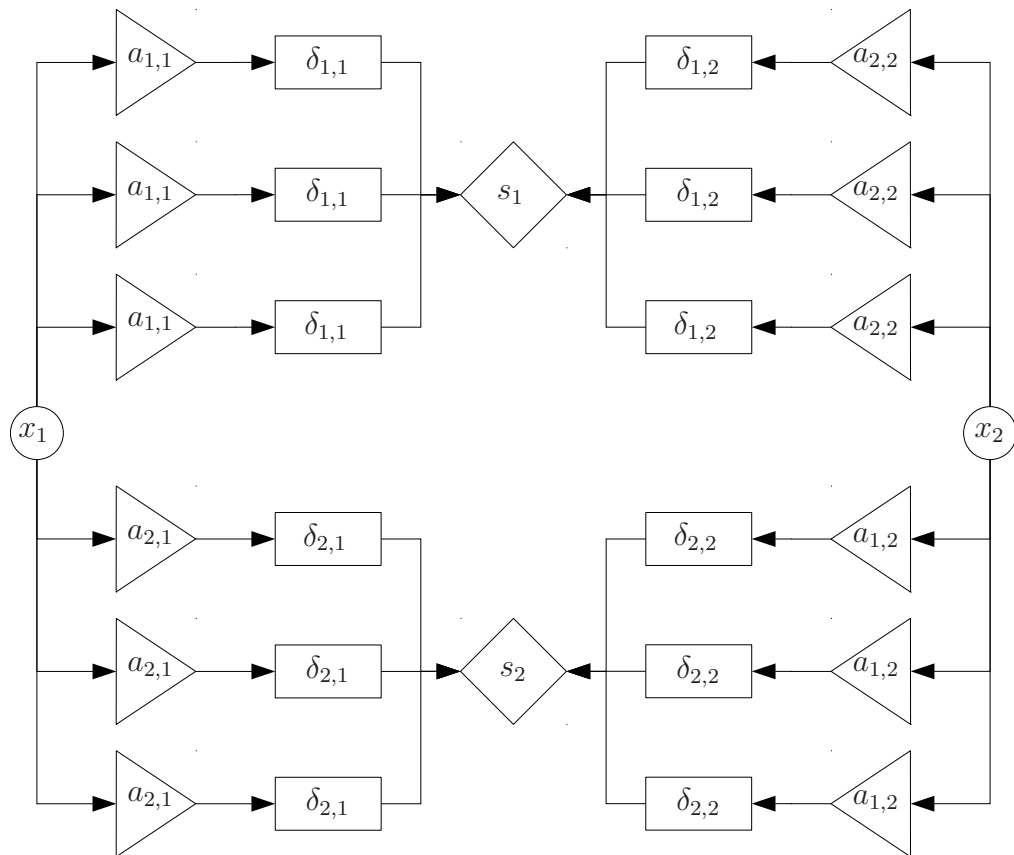 a_{1,1} δ_{1,1} δ_{1,2} a_{2,2}
a_{1,1} δ_{1,1} s_1 δ_{1,2} a_{2,2}
a_{1,1} δ_{1,1} δ_{1,2} a_{2,2}
x_1 x_2
a_{2,1} δ_{2,1} δ_{2,2} a_{1,2}
a_{2,1} δ_{2,1} s_2 δ_{2,2} a_{1,2}
a_{2,1} δ_{2,1} δ_{2,2} a_{1,2}